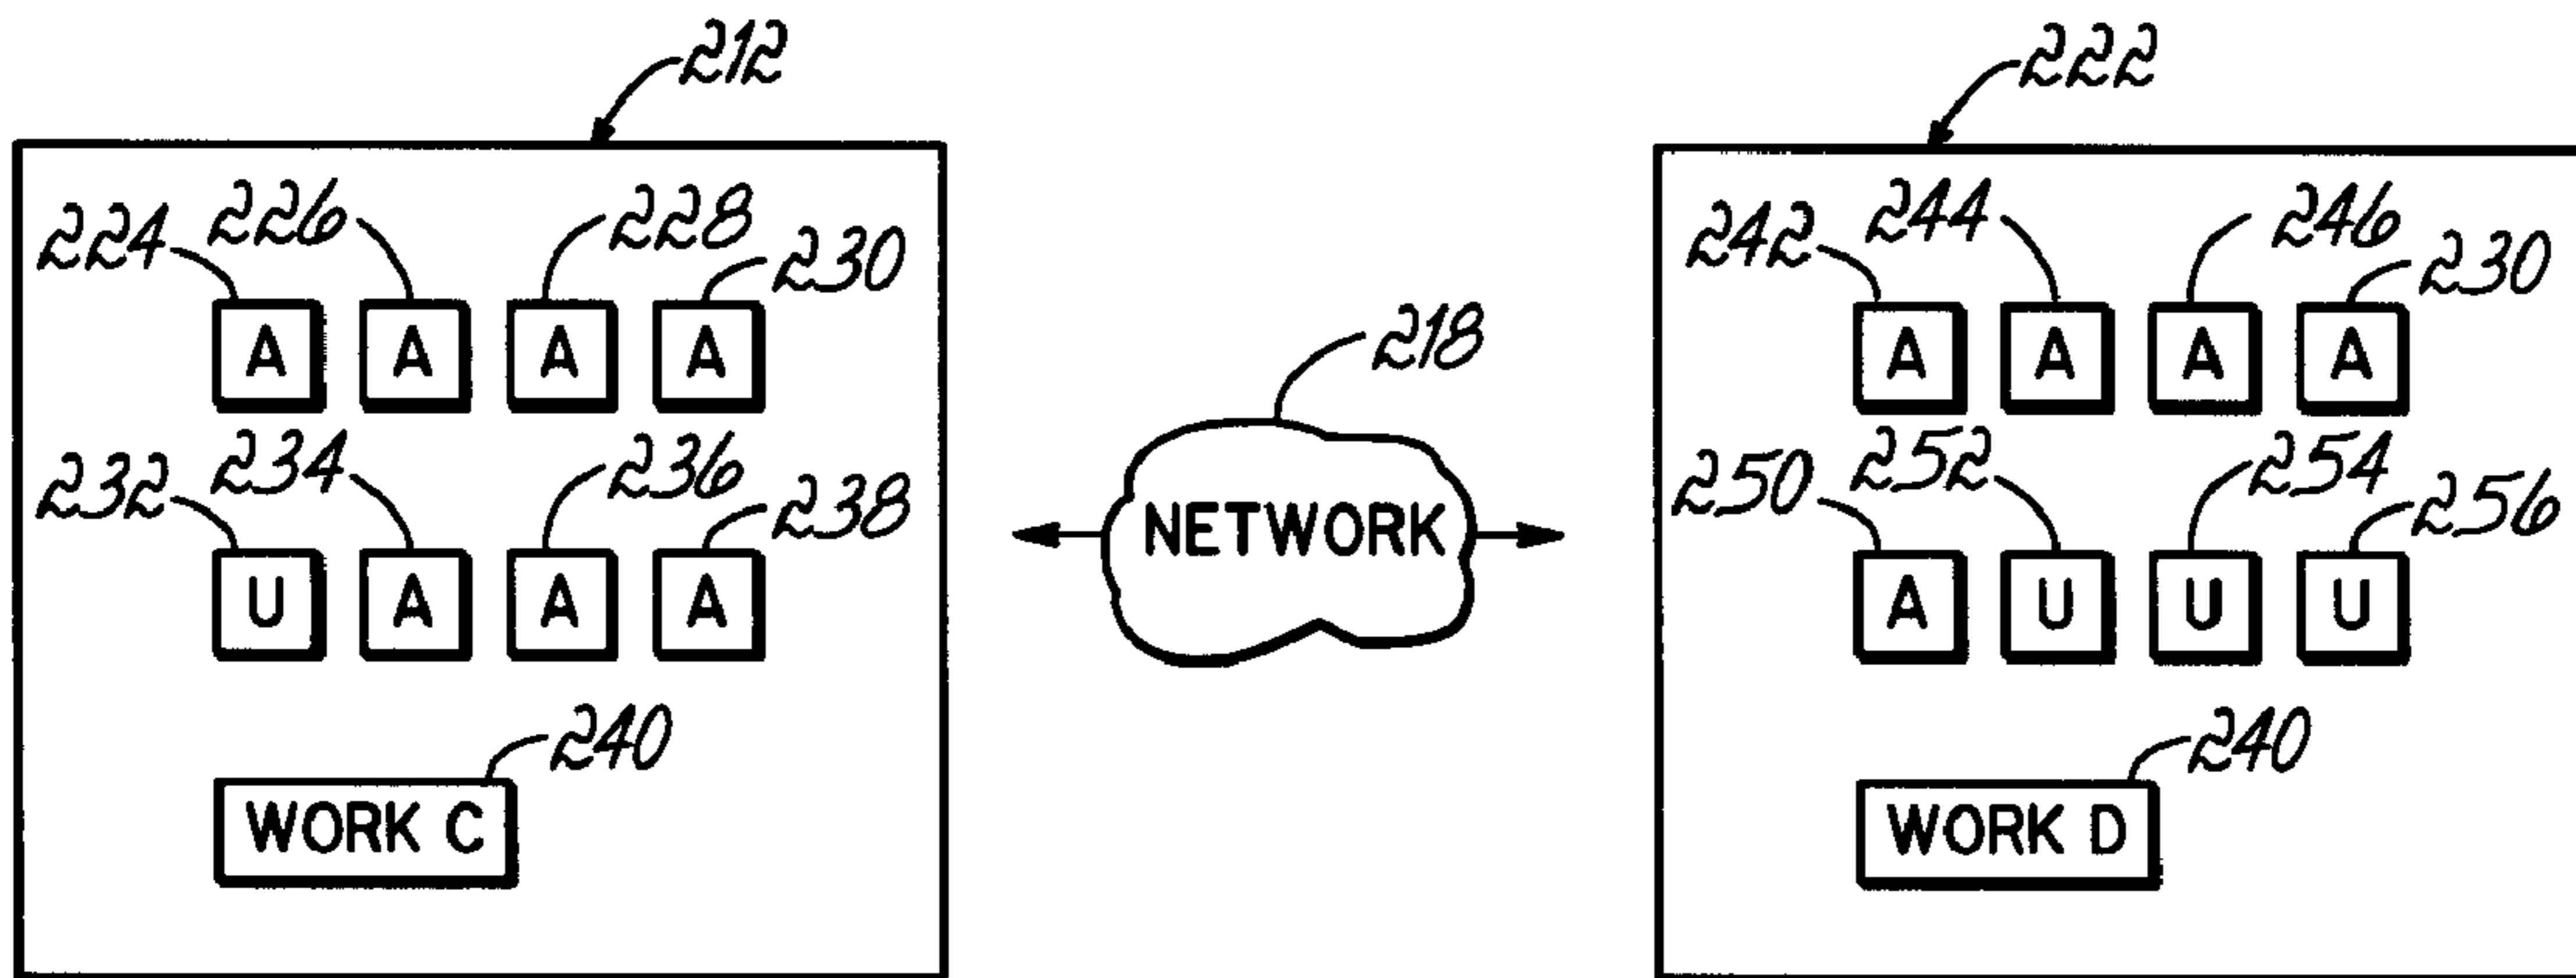 212 222
224 226 228 230 242 244 246 230
A A A A A A A A
218
232 234 236 238 NETWORK 250 252 254 256
U A A A A U U U
240 240
WORK C WORK D